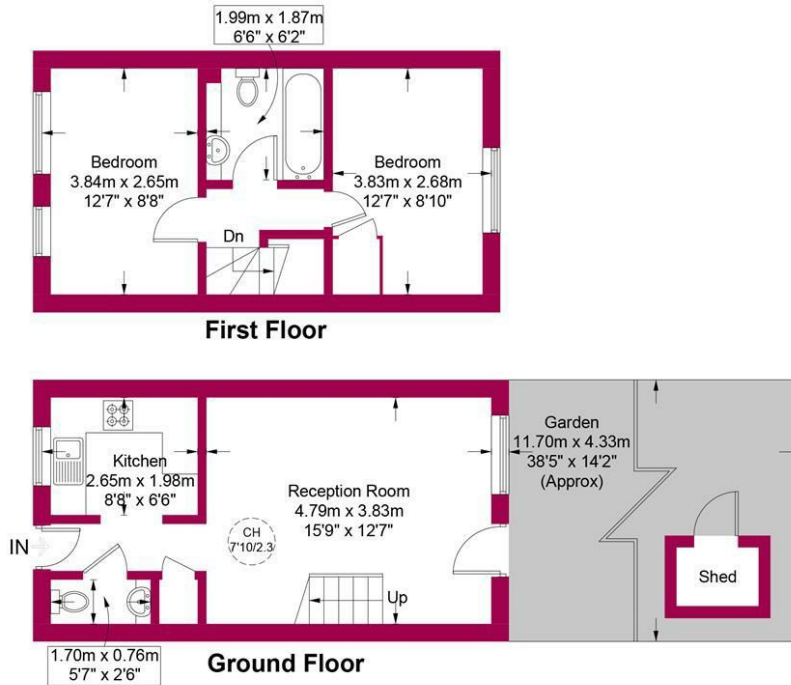 1.99m x 1.87m
6'6" x 6'2"
Bedroom
3.84m x 2.65m
12'7" x 8'8"
Bedroom
3.83m x 2.68m
12'7" x 8'10"
Dn
First Floor
Kitchen
2.65m x 1.98m
8'8" x 6'6"
Reception Room
4.79m x 3.83m
15'9" x 12'7"
CH
7'10/2.3
Garden
11.70m x 4.33m
38'5" x 14'2"
(Approx)
IN
Up
Shed
1.70m x 0.76m
5'7" x 2'6"
Ground Floor